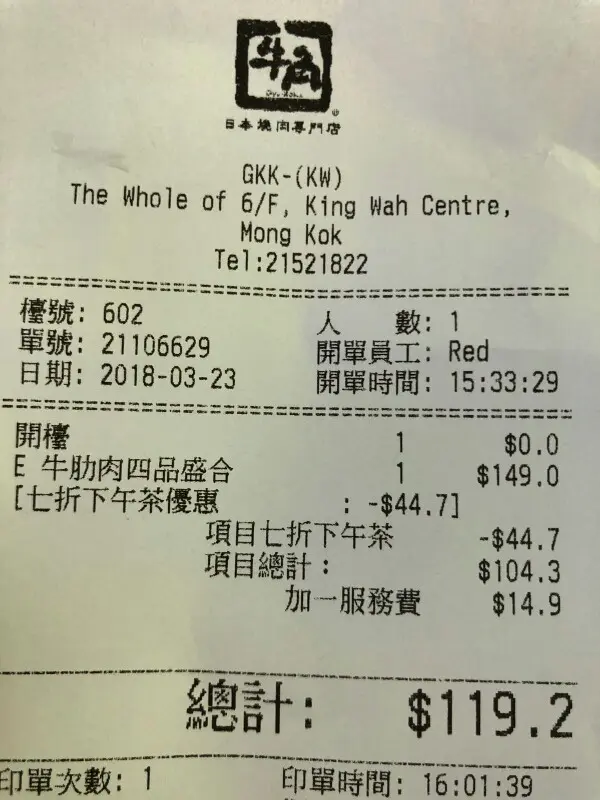 牛角
Gyu-Kaku
®
日本燒肉専門店
GKK-(KW)
The Whole of 6/F, King Wah Centre,
Mong Kok
Tel:21521822
檯號: 602 人 數: 1
單號: 21106629 開單員工: Red
日期: 2018-03-23 開單時間: 15:33:29
開檯 1 $0.0
E 牛肋肉四品盛合 1 $149.0
[七折下午茶優惠 : -$44.7]
項目七折下午茶 -$44.7
項目總計: $104.3
加一服務費 $14.9
總計: $119.2
印單次數: 1 印單時間: 16:01:39